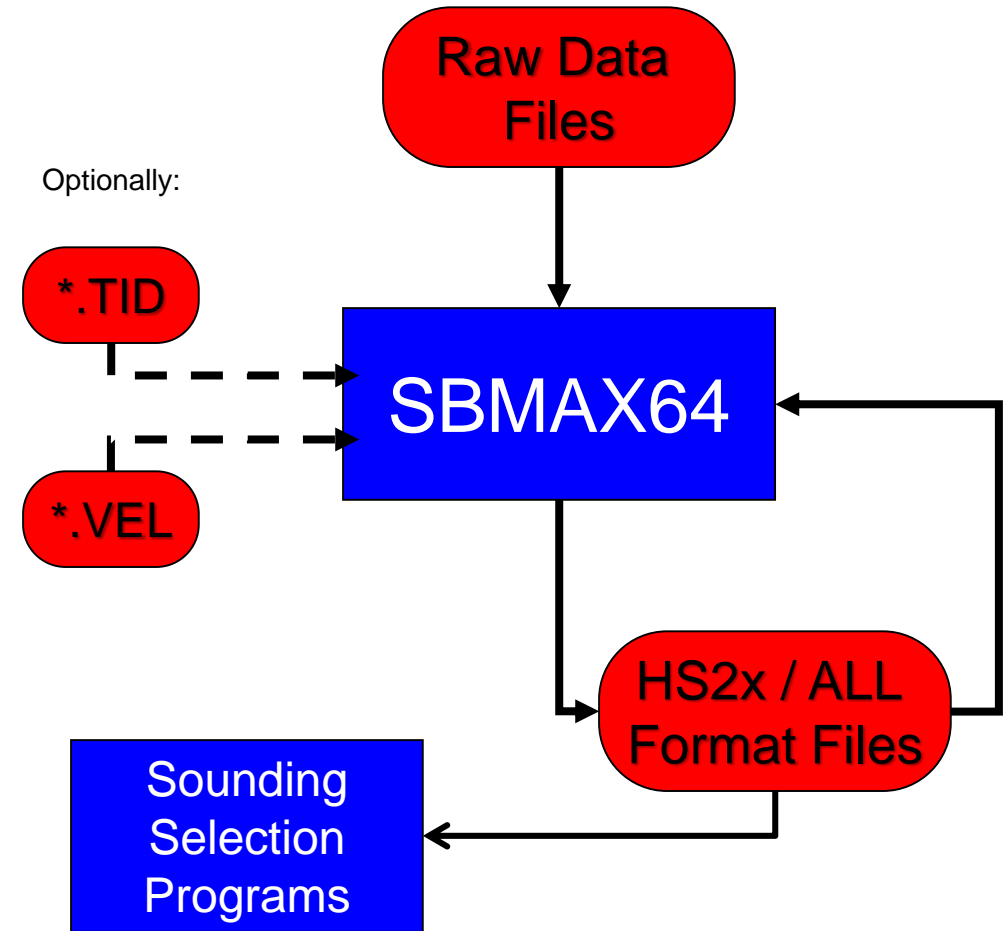 Raw Data
Files
Optionally:
*.TID
SBMAX64
*.VEL
HS2x / ALL
Format Files
Sounding
Selection
Programs